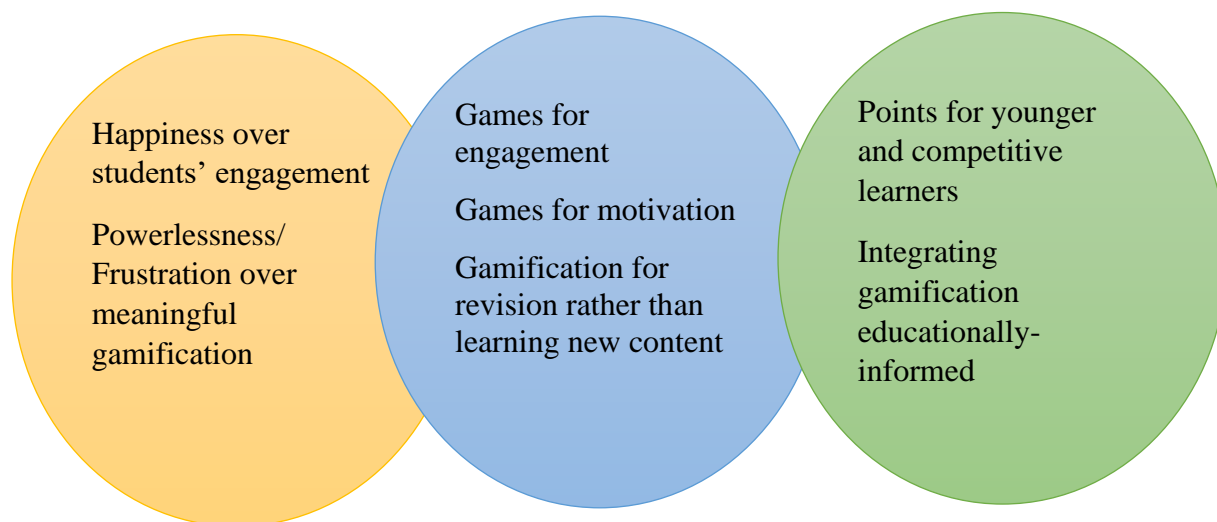 Happiness over
students’ engagement
Powerlessness/
Frustration over
meaningful
gamification
Games for
engagement
Games for motivation
Gamification for
revision rather than
learning new content
Points for younger
and competitive
learners
Integrating
gamification
educationally-
informed